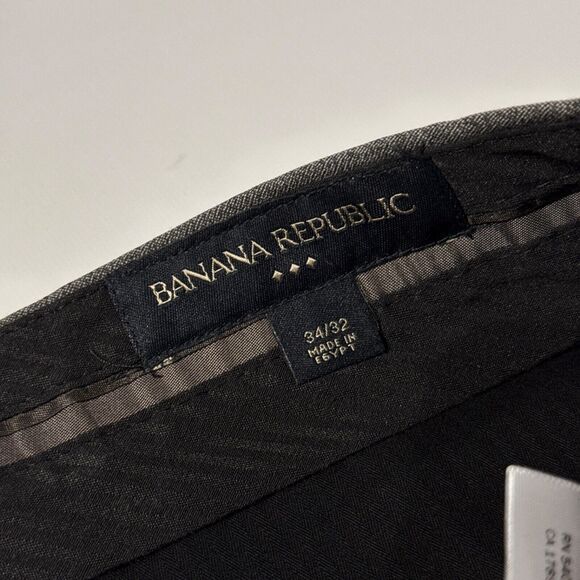 BANANA REPUBLIC
34/32
MADE IN
EGYPT